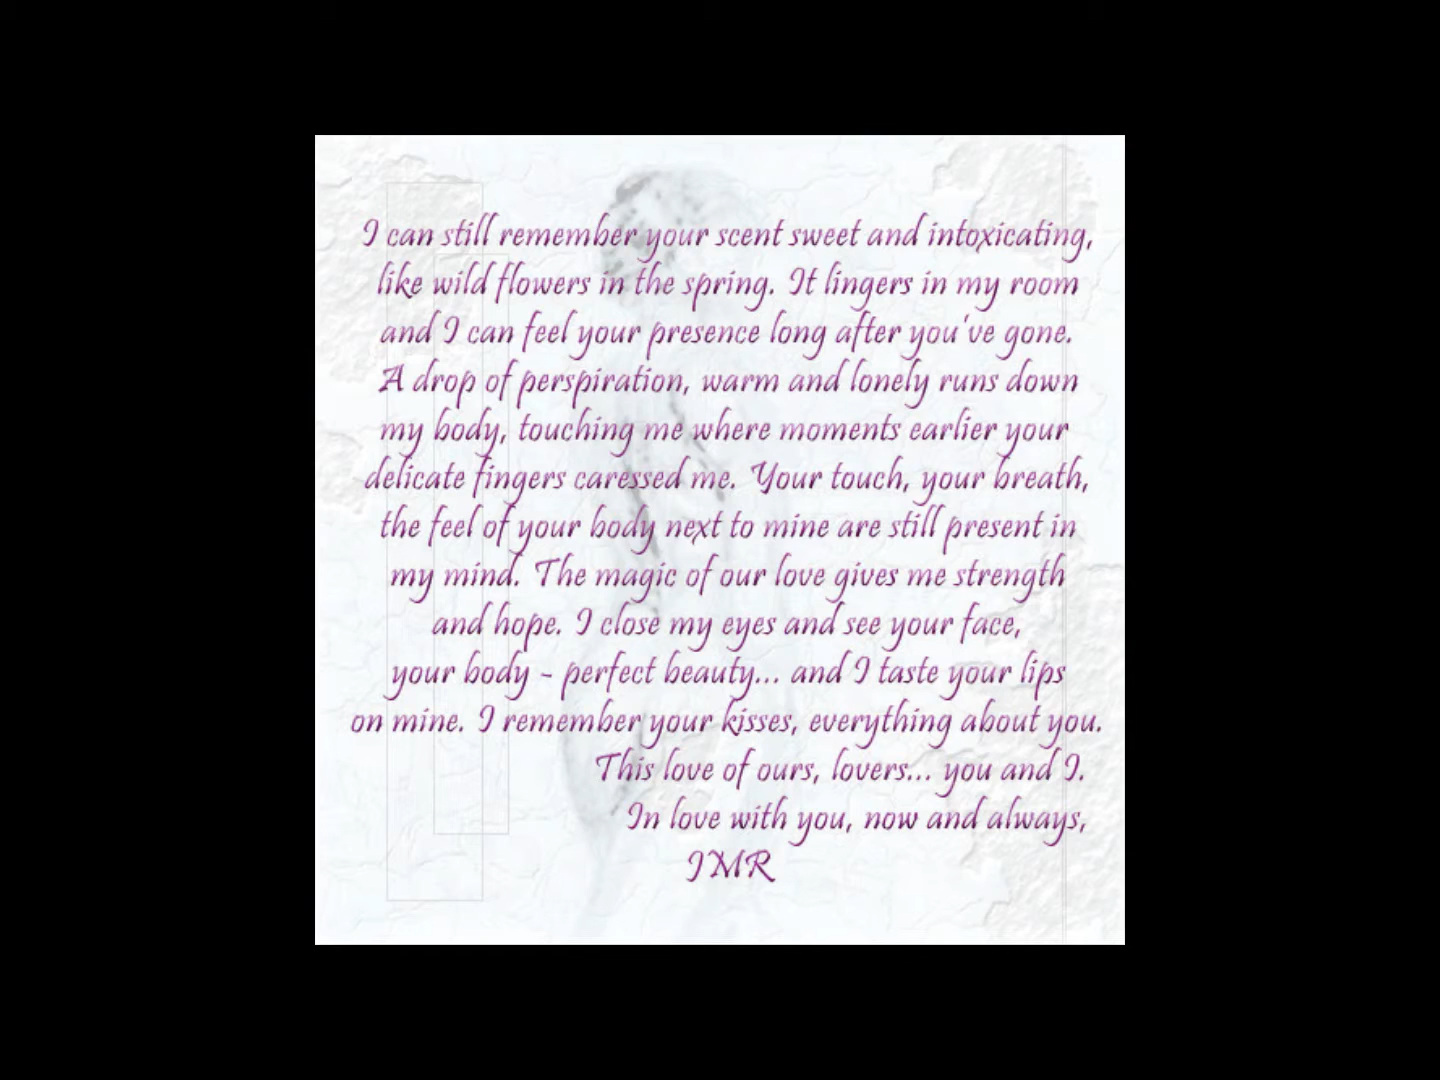 I can still remember your scent sweet and intoxicating,
like wild flowers in the spring. It lingers in my room
and I can feel your presence long after you've gone.
A drop of perspiration, warm and lonely runs down
my body, touching me where moments earlier your
delicate fingers caressed me. Your touch, your breath,
the feel of your body next to mine are still present in
my mind. The magic of our love gives me strength
and hope. I close my eyes and see your face,
your body - perfect beauty... and I taste your lips
on mine. I remember your kisses, everything about you.
This love of ours, lovers... you and I.
In love with you, now and always,
JMR